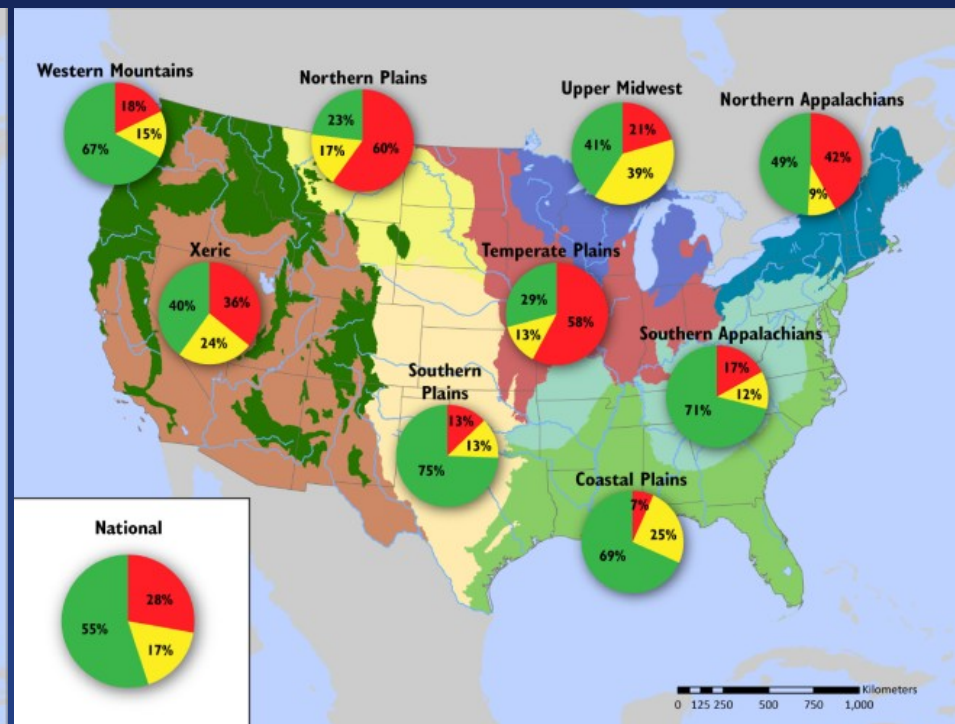 Western Mountains
18%
15%
67%
Northern Plains
23%
17%
60%
Upper Midwest
41%
21%
39%
Northern Appalachians
49%
42%
9%
Xeric
40%
36%
24%
Temperate Plains
29%
13%
58%
Southern Appalachians
17%
12%
71%
Southern
Plains
13%
13%
75%
Coastal Plains
7%
25%
69%
National
28%
55%
17%
Kilometers
0 125 250 500 750 1,000